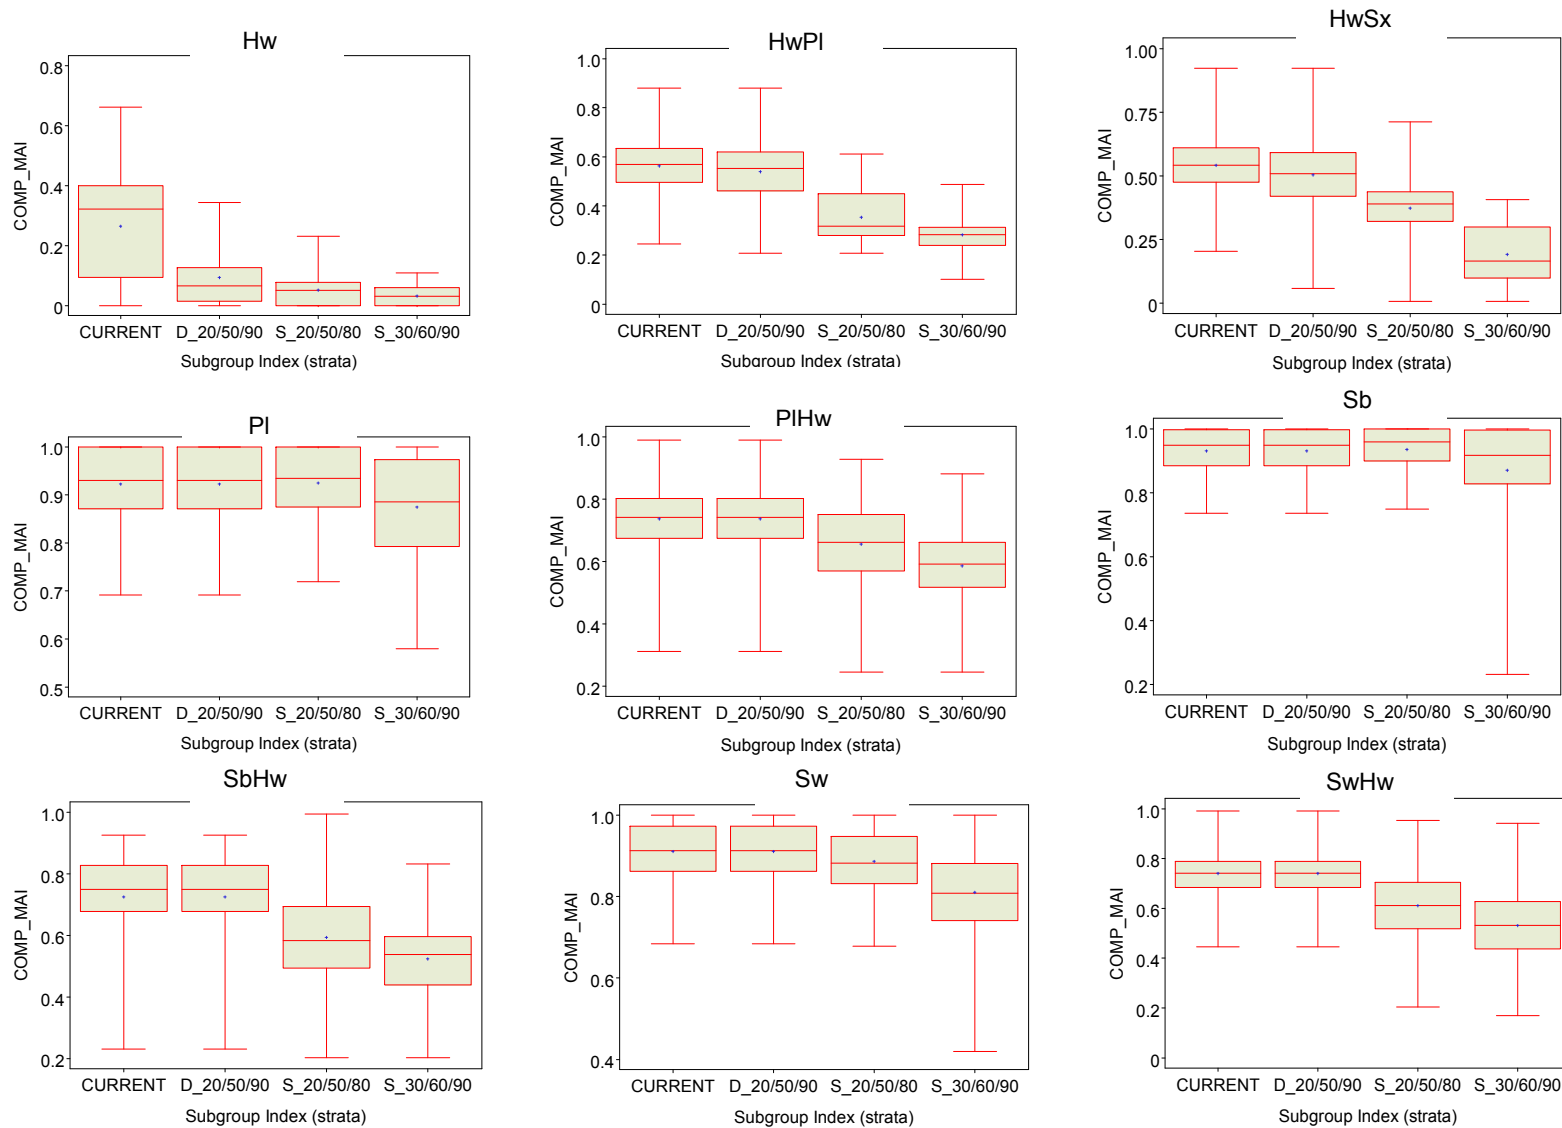 Hw
0.8
0.6
0.4
0.2
0
COMP_MAI
CURRENT D_20/50/90 S_20/50/80 S_30/60/90
Subgroup Index (strata)
HwPl
1.0
0.8
0.6
0.4
0.2
0
COMP_MAI
CURRENT D_20/50/90 S_20/50/80 S_30/60/90
Subgroup Index (strata)
HwSx
1.00
0.75
0.50
0.25
0
COMP_MAI
CURRENT D_20/50/90 S_20/50/80 S_30/60/90
Subgroup Index (strata)
Pl
1.0
0.9
0.8
0.7
0.6
0.5
COMP_MAI
CURRENT D_20/50/90 S_20/50/80 S_30/60/90
Subgroup Index (strata)
PlHw
1.0
0.8
0.6
0.4
0.2
COMP_MAI
CURRENT D_20/50/90 S_20/50/80 S_30/60/90
Subgroup Index (strata)
Sb
1.0
0.8
0.6
0.4
0.2
COMP_MAI
CURRENT D_20/50/90 S_20/50/80 S_30/60/90
Subgroup Index (strata)
SbHw
1.0
0.8
0.6
0.4
0.2
COMP_MAI
CURRENT D_20/50/90 S_20/50/80 S_30/60/90
Subgroup Index (strata)
Sw
1.0
0.8
0.6
0.4
COMP_MAI
CURRENT D_20/50/90 S_20/50/80 S_30/60/90
Subgroup Index (strata)
SwHw
1.0
0.8
0.6
0.4
0.2
0
COMP_MAI
CURRENT D_20/50/90 S_20/50/80 S_30/60/90
Subgroup Index (strata)